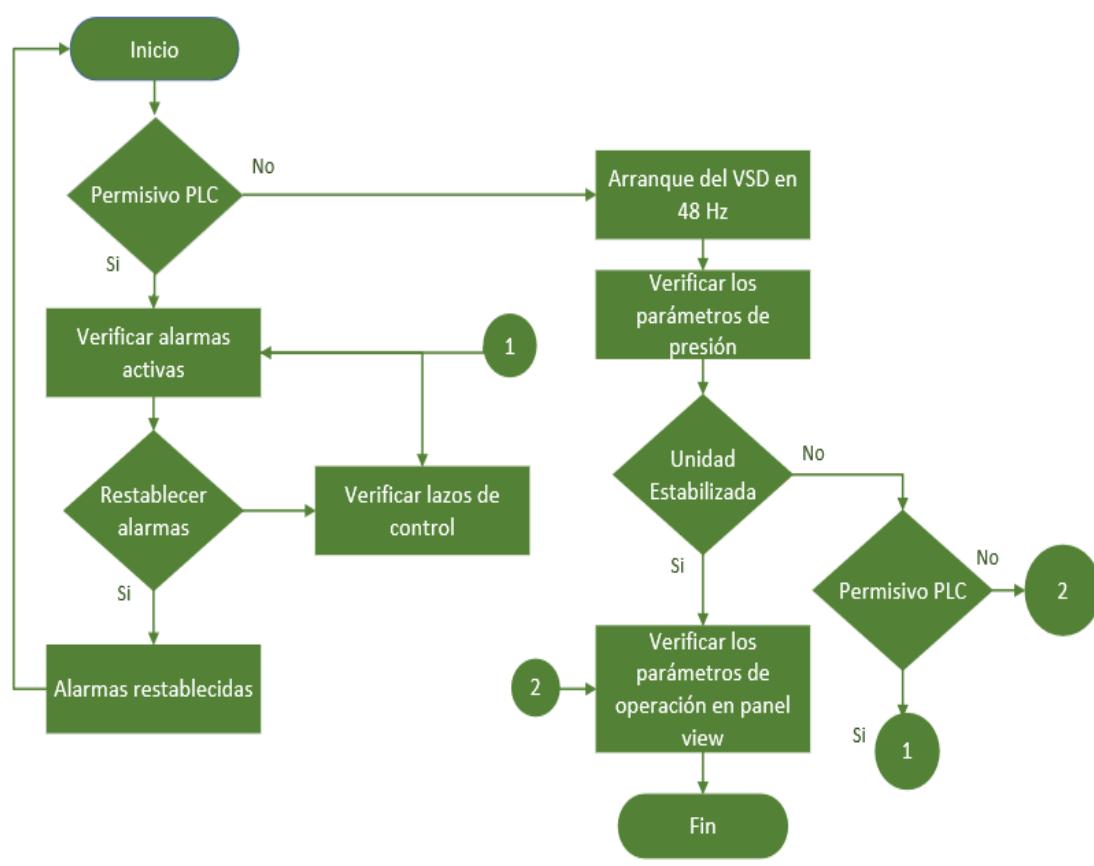 Inicio
Permisivo PLC
No
Si
Verificar alarmas
activas
1
Restablecer
alarmas
Verificar lazos de
control
Si
Alarmas restablecidas
Arranque del VSD en
48 Hz
Verificar los
parámetros de
presión
Unidad
Estabilizada
No
Si
Permisivo PLC
No
2
Si
1
Verificar los
parámetros de
operación en panel
view
2
Fin